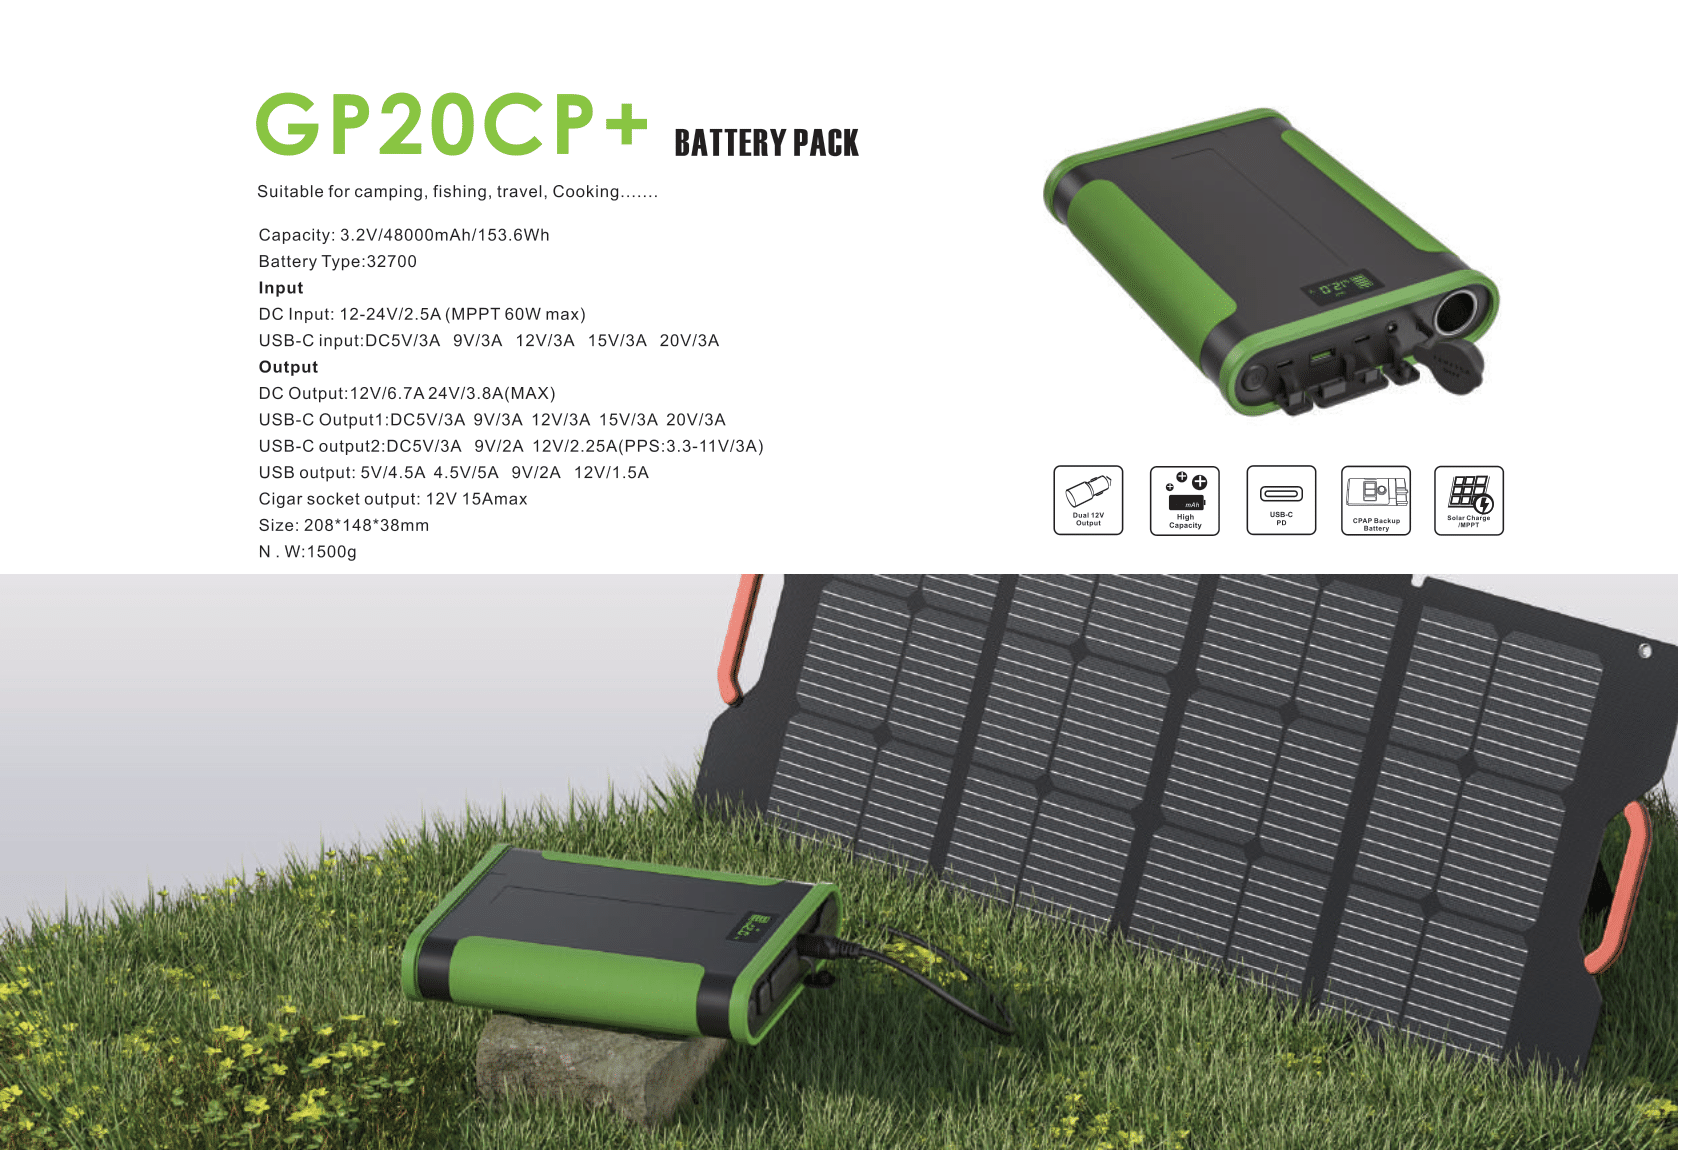 GP20CP+ BATTERY PACK
Suitable for camping, fishing, travel, Cooking.......
Capacity: 3.2V/48000mAh/153.6Wh
Battery Type:32700
Input
DC Input: 12-24V/2.5A (MPPT 60W max)
USB-C input:DC5V/3A 9V/3A 12V/3A 15V/3A 20V/3A
Output
DC Output:12V/6.7A 24V/3.8A(MAX)
USB-C Output1:DC5V/3A 9V/3A 12V/3A 15V/3A 20V/3A
USB-C output2:DC5V/3A 9V/2A 12V/2.25A(PPS:3.3-11V/3A)
USB output: 5V/4.5A 4.5V/5A 9V/2A 12V/1.5A
Cigar socket output: 12V 15Amax
Size: 208*148*38mm
N . W:1500g
Dual 12V
Output
mAh
High
Capacity
USB-C
PD
CPAP Backup
Battery
Solar Charge
/MPPT